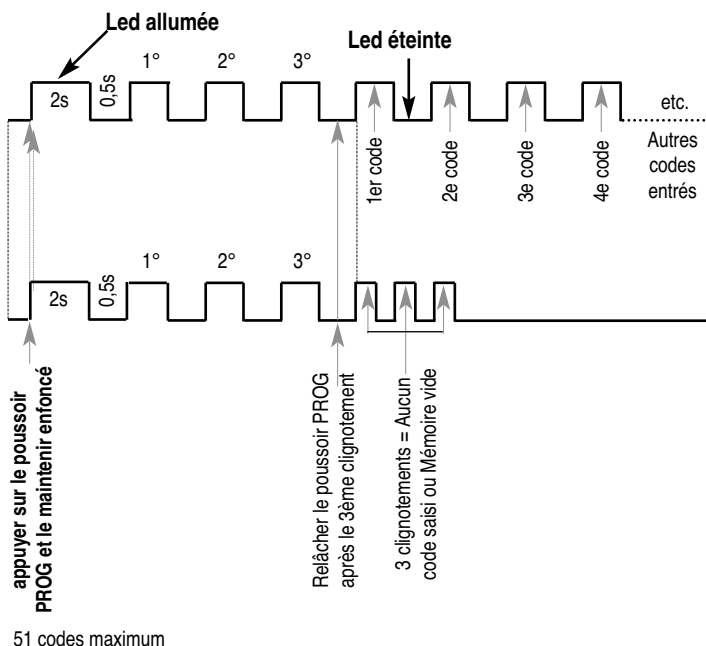 Led allumée
Led éteinte
2s
0,5s
1°
2°
3°
etc.
Autres
codes
entrés
1er code
2e code
3e code
4e code
2s
0,5s
1°
2°
3°
appuyer sur le poussoir
PROG et le maintenir enfoncé
Relâcher le poussoir PROG
après le 3ème clignotement
3 clignotements = Aucun
code saisi ou Mémoire vide
51 codes maximum